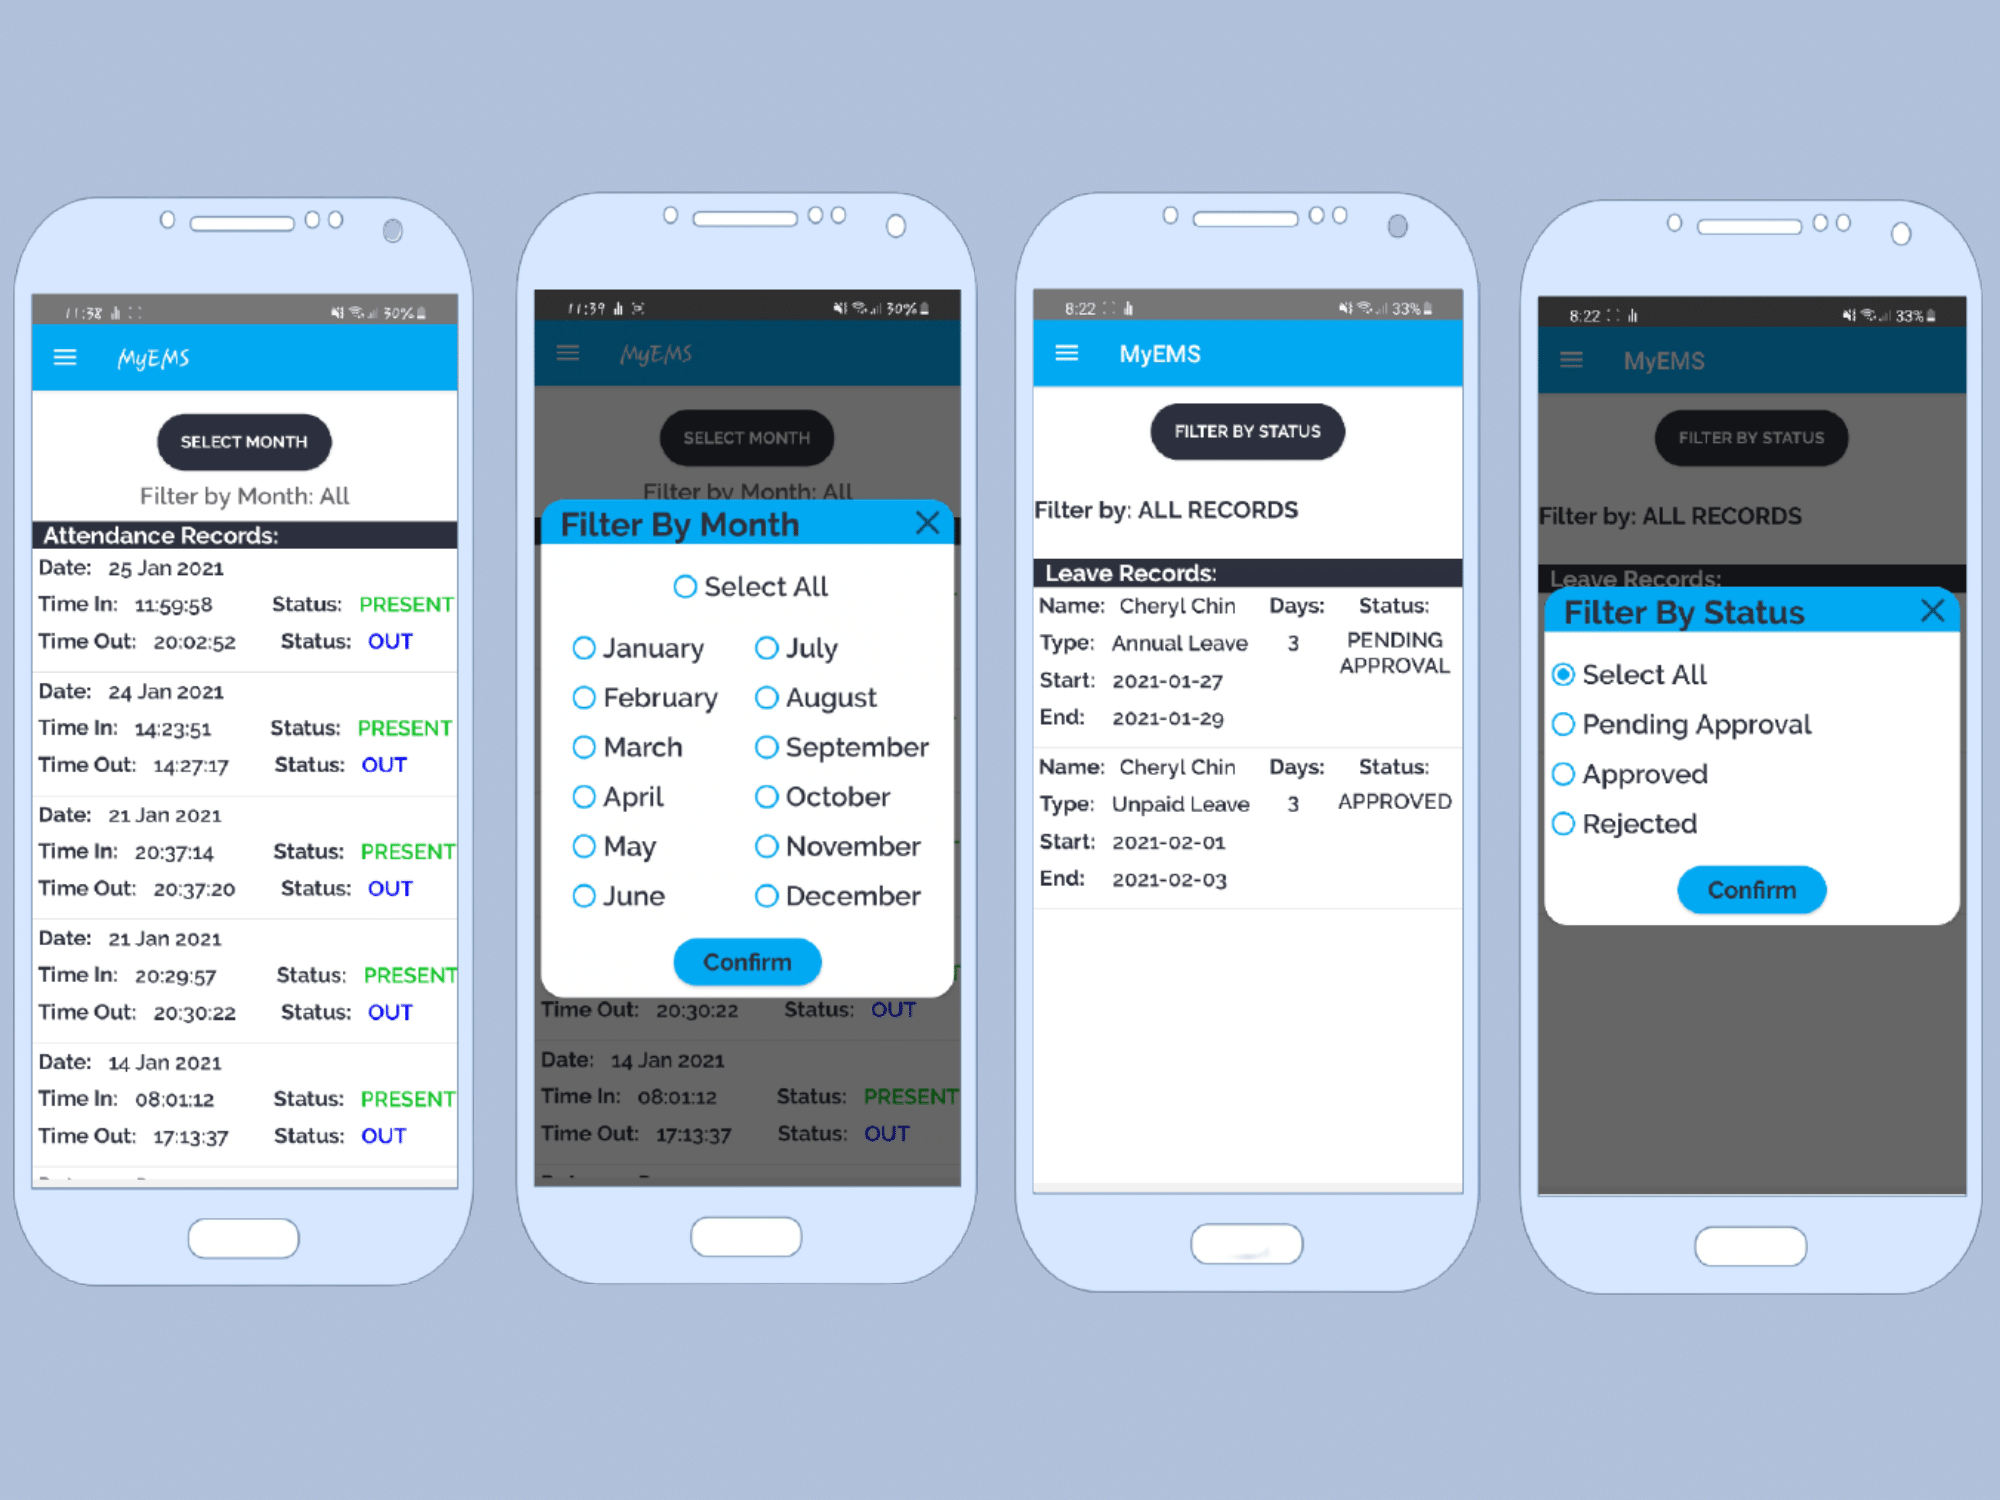 11:38
30%
MyEMS
SELECT MONTH
Filter by Month: All
Attendance Records:
Date: 25 Jan 2021
Time In: 11:59:58 Status: PRESENT
Time Out: 20:02:52 Status: OUT
Date: 24 Jan 2021
Time In: 14:23:51 Status: PRESENT
Time Out: 14:27:17 Status: OUT
Date: 21 Jan 2021
Time In: 20:37:14 Status: PRESENT
Time Out: 20:37:20 Status: OUT
Date: 21 Jan 2021
Time In: 20:29:57 Status: PRESENT
Time Out: 20:30:22 Status: OUT
Date: 14 Jan 2021
Time In: 08:01:12 Status: PRESENT
Time Out: 17:13:37 Status: OUT
11:39
30%
MyEMS
SELECT MONTH
Filter by Month: All
Filter By Month
Select All
January July
February August
March September
April October
May November
June December
Confirm
Time Out: 20:30:22 Status: OUT
Date: 14 Jan 2021
Time In: 08:01:12 Status: PRESENT
Time Out: 17:13:37 Status: OUT
8:22
33%
MyEMS
FILTER BY STATUS
Filter by: ALL RECORDS
Leave Records:
Name: Cheryl Chin Days: Status:
Type: Annual Leave 3 PENDING APPROVAL
Start: 2021-01-27
End: 2021-01-29
Name: Cheryl Chin Days: Status:
Type: Unpaid Leave 3 APPROVED
Start: 2021-02-01
End: 2021-02-03
8:22
33%
MyEMS
FILTER BY STATUS
Filter by: ALL RECORDS
Leave Records:
Filter By Status
Select All
Pending Approval
Approved
Rejected
Confirm